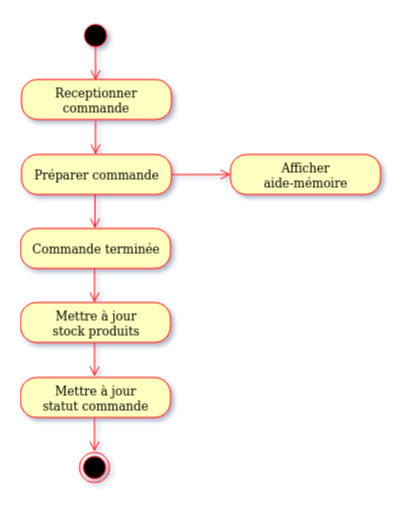 Receptionner
commande
Préparer commande
Afficher
aide-mémoire
Commande terminée
Mettre à jour
stock produits
Mettre à jour
statut commande